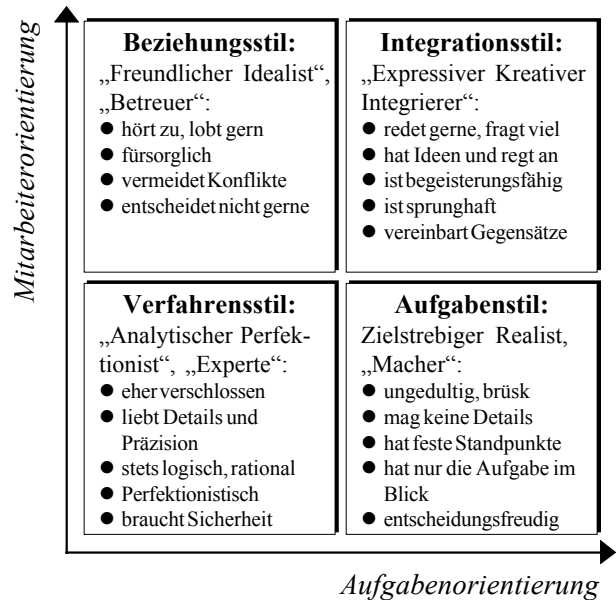 Mitarbeiterorientierung
Beziehungsstil:
„Freundlicher Idealist“,
„Betreuer“:
● hört zu, lobt gern
● fürsorglich
● vermeidet Konflikte
● entscheidet nicht gerne
Integrationsstil:
„Expressiver Kreativer
Integrierer“:
● redet gerne, fragt viel
● hat Ideen und regt an
● ist begeisterungsfähig
● ist sprunghaft
● vereinbart Gegensätze
Verfahrensstil:
„Analytischer Perfek-
tionist“, „Experte“:
● eher verschlossen
● liebt Details und
Präzision
● stets logisch, rational
● Perfektionistisch
● braucht Sicherheit
Aufgabenstil:
Zielstrebiger Realist,
„Macher“:
● ungedultig, brüsk
● mag keine Details
● hat feste Standpunkte
● hat nur die Aufgabe im
Blick
● entscheidungsfreudig
Aufgabenorientierung